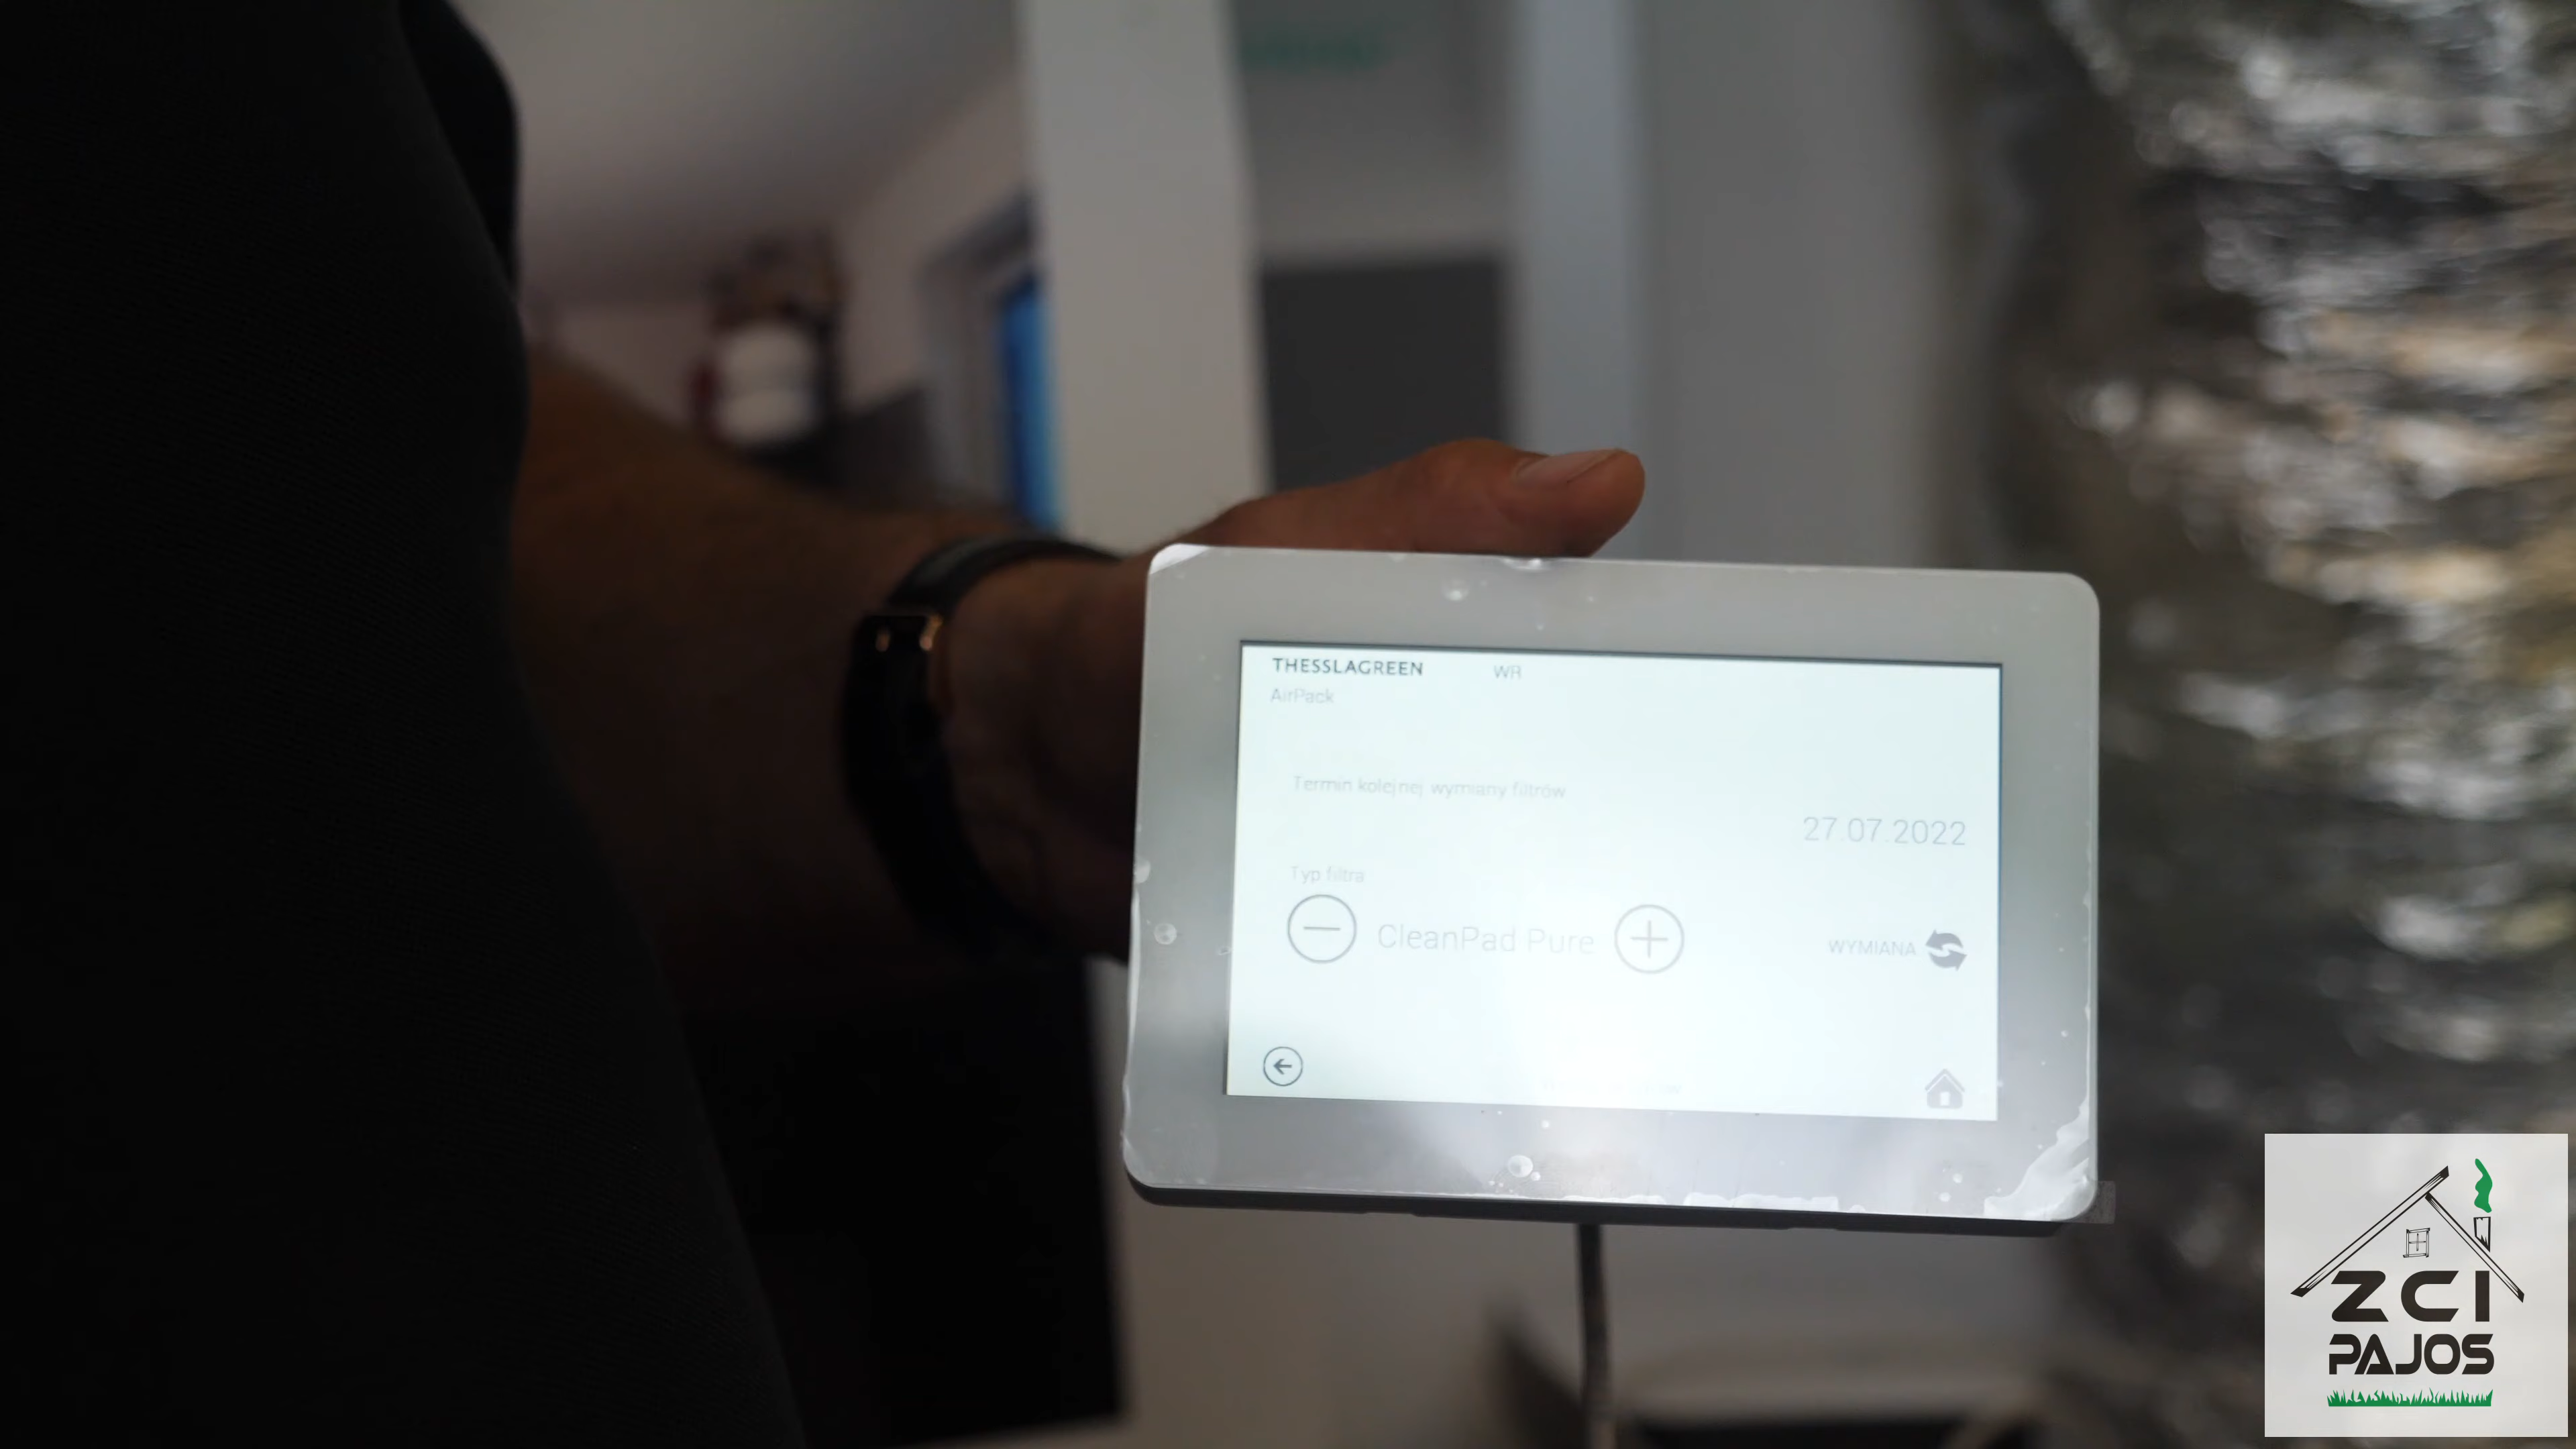 THESSLAGREEN WR
AirPack
Termin kolejnej wymiany filtrów
27.07.2022
Typ filtra
CleanPad Pure
WYMIANA
ZCI
PAJOS